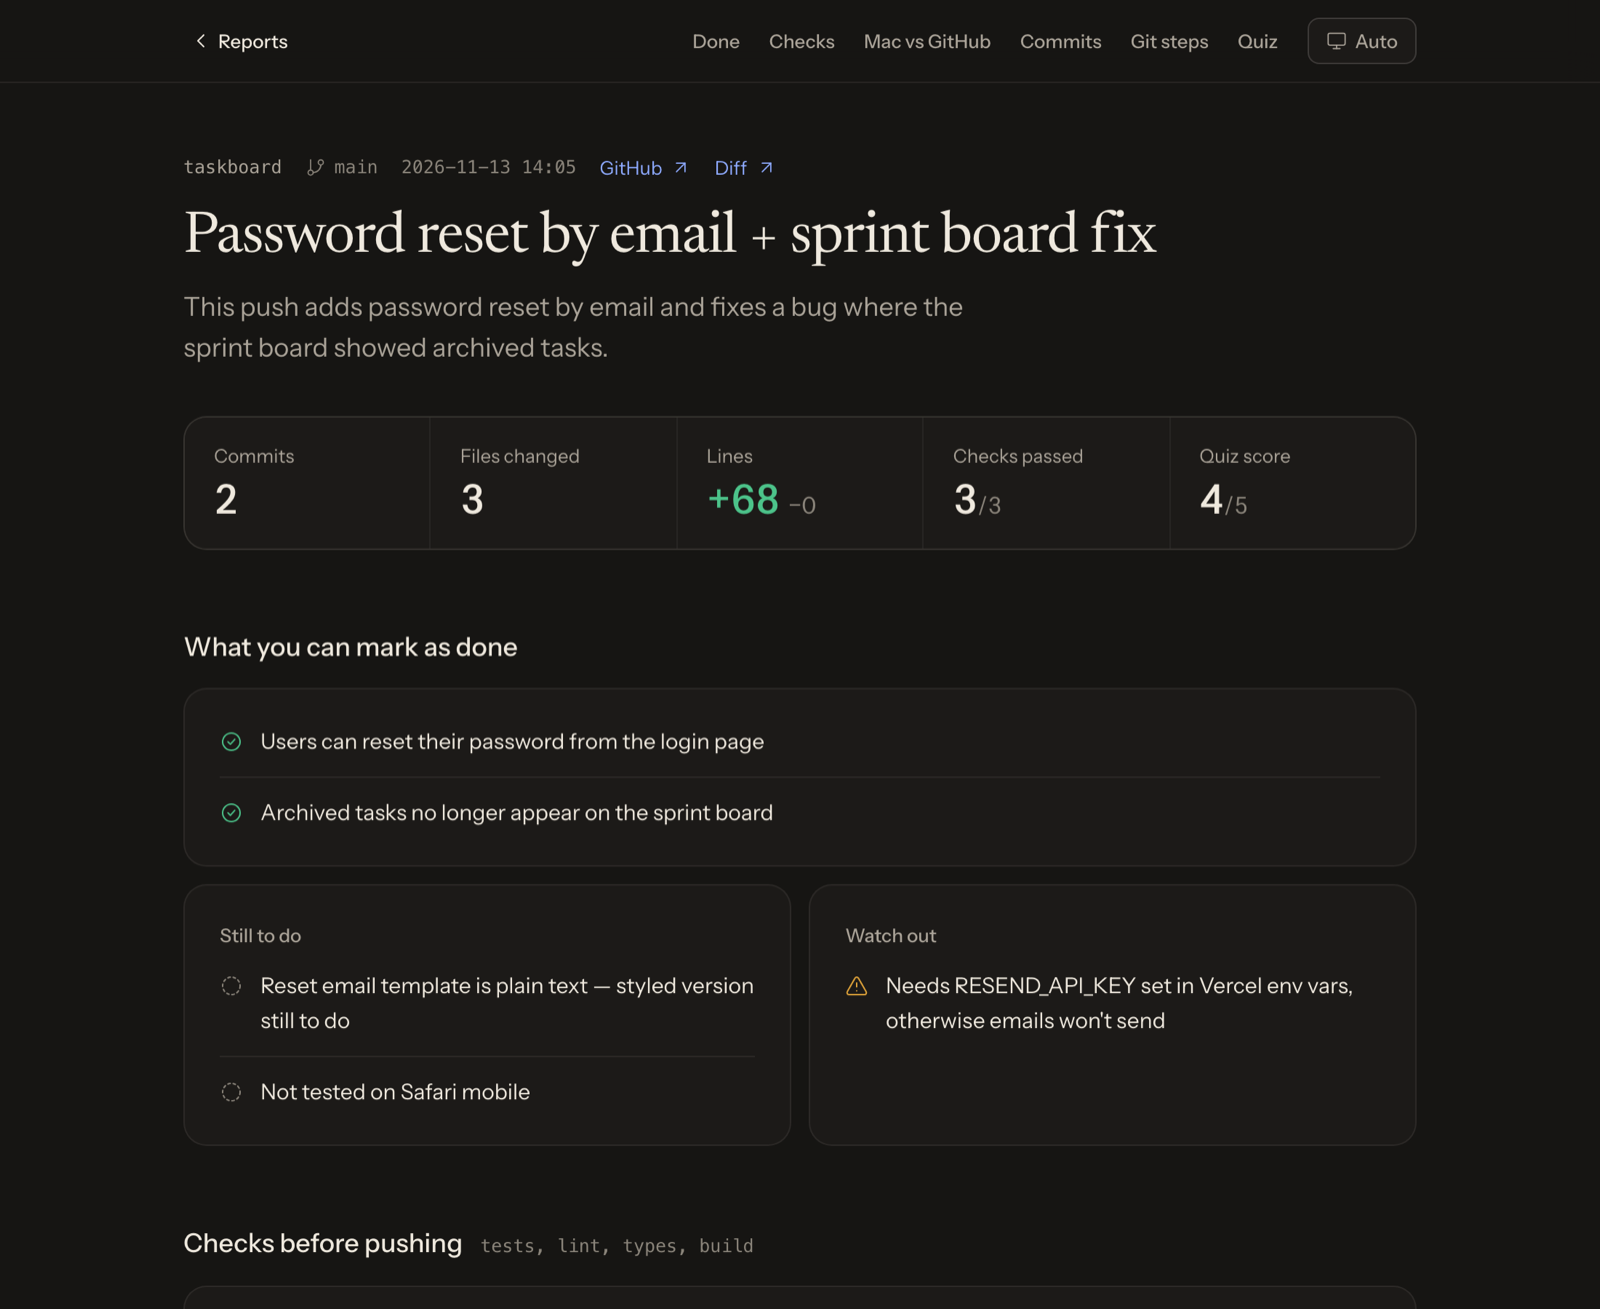 Reports
Done Checks Mac vs GitHub Commits Git steps Quiz Auto
taskboard main 2026-11-13 14:05 GitHub ↗ Diff ↗
Password reset by email + sprint board fix
This push adds password reset by email and fixes a bug where the
sprint board showed archived tasks.
Commits
2
Files changed
3
Lines
+68 −0
Checks passed
3/3
Quiz score
4/5
What you can mark as done
Users can reset their password from the login page
Archived tasks no longer appear on the sprint board
Still to do
Reset email template is plain text — styled version
still to do
Not tested on Safari mobile
Watch out
Needs RESEND_API_KEY set in Vercel env vars,
otherwise emails won't send
Checks before pushing tests, lint, types, build